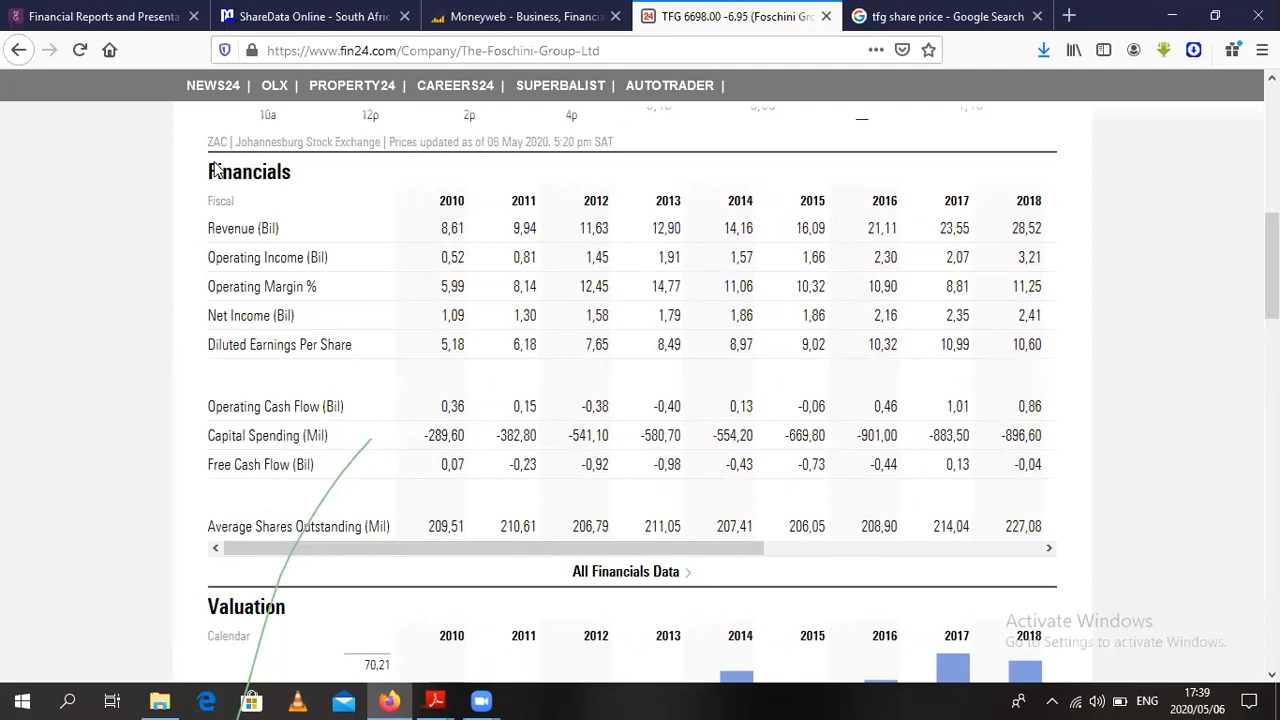 Financial Reports and Presenta
ShareData Online - South Afri
Moneyweb - Business, Financia
24 TFG 6698.00 -6.95 (Foschini Gro
tfg share price - Google Search
https://www.fin24.com/Company/The-Foschini-Group-Ltd
NEWS24 | OLX | PROPERTY24 | CAREERS24 | SUPERBALIST | AUTOTRADER |
10a 12p 2p 4p
ZAC | Johannesburg Stock Exchange | Prices updated as of 06 May 2020, 5:20 pm SAT
Financials
Fiscal 2010 2011 2012 2013 2014 2015 2016 2017 2018
Revenue (Bil) 8,61 9,94 11,63 12,90 14,16 16,09 21,11 23,55 28,52
Operating Income (Bil) 0,52 0,81 1,45 1,91 1,57 1,66 2,30 2,07 3,21
Operating Margin % 5,99 8,14 12,45 14,77 11,06 10,32 10,90 8,81 11,25
Net Income (Bil) 1,09 1,30 1,58 1,79 1,86 1,86 2,16 2,35 2,41
Diluted Earnings Per Share 5,18 6,18 7,65 8,49 8,97 9,02 10,32 10,99 10,60
Operating Cash Flow (Bil) 0,36 0,15 -0,38 -0,40 0,13 -0,06 0,46 1,01 0,86
Capital Spending (Mil) -289,60 -382,80 -541,10 -580,70 -554,20 -669,80 -901,00 -883,50 -896,60
Free Cash Flow (Bil) 0,07 -0,23 -0,92 -0,98 -0,43 -0,73 -0,44 0,13 -0,04
Average Shares Outstanding (Mil) 209,51 210,61 206,79 211,05 207,41 206,05 208,90 214,04 227,08
All Financials Data >
Valuation
Calendar 2010 2011 2012 2013 2014 2015 2016 2017 2018
70,21
Activate Windows
Go to Settings to activate Windows.
ENG
17:39
2020/05/06